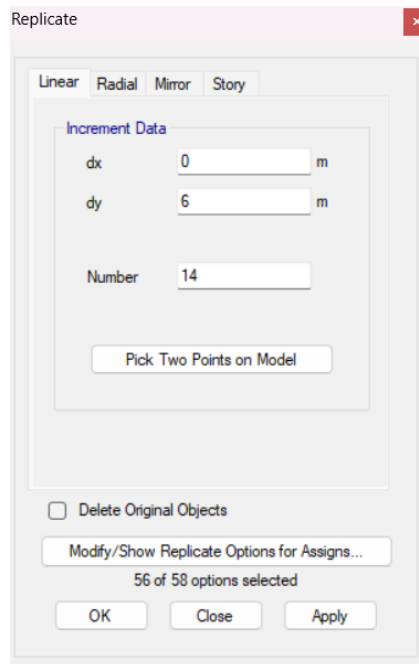 Replicate
Linear Radial Mirror Story
Increment Data
dx 0 m
dy 6 m
Number 14
Pick Two Points on Model
Delete Original Objects
Modify/Show Replicate Options for Assigns...
56 of 58 options selected
OK Close Apply